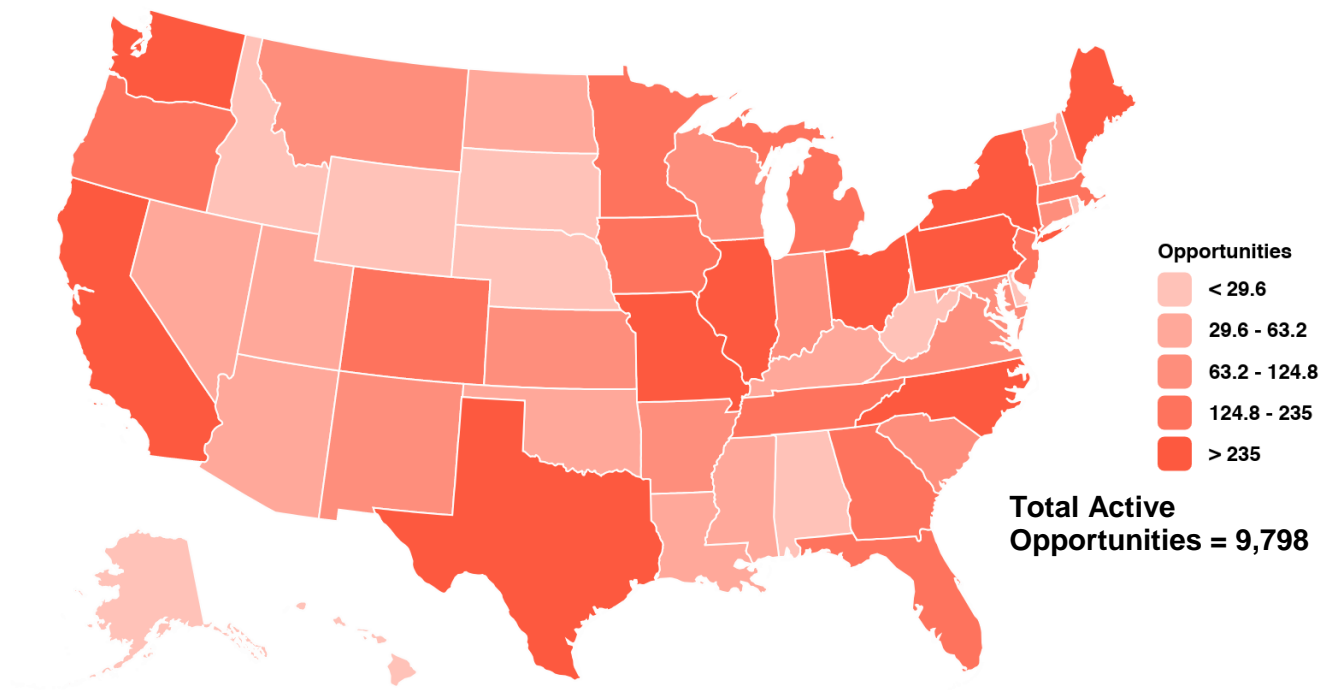 Opportunities
< 29.6
29.6 - 63.2
63.2 - 124.8
124.8 - 235
> 235
Total Active
Opportunities = 9,798